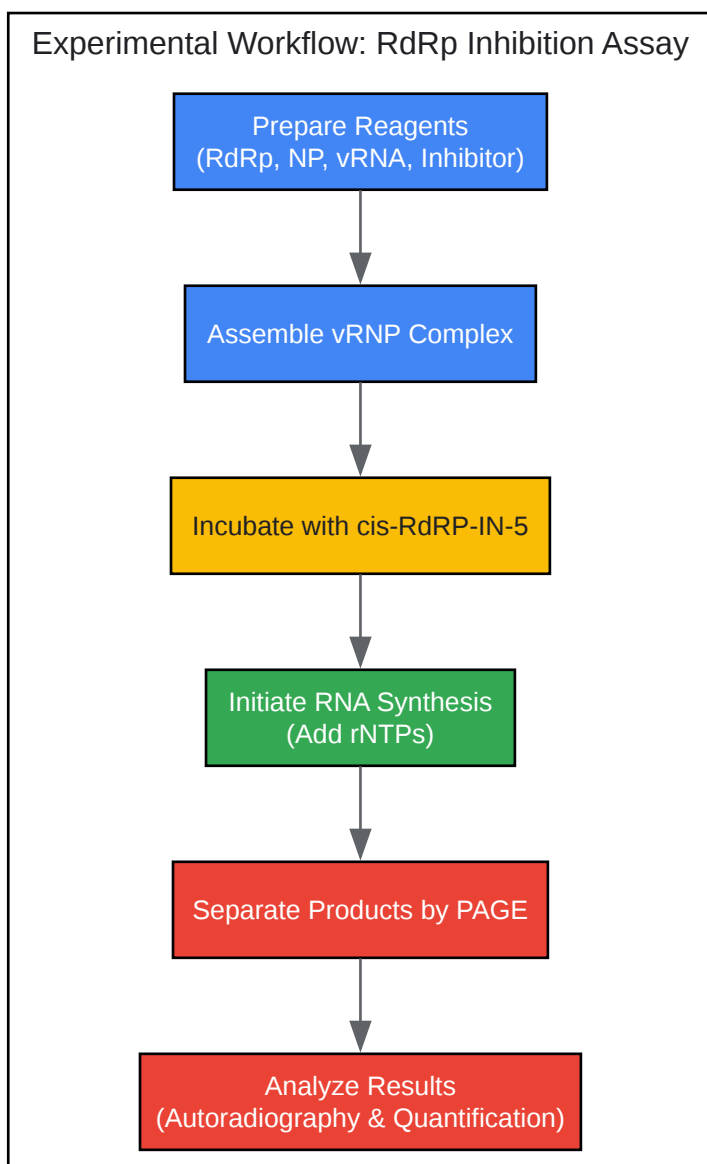 Experimental Workflow: RdRp Inhibition Assay
Prepare Reagents
(RdRp, NP, vRNA, Inhibitor)
Assemble vRNP Complex
Incubate with cis-RdRP-IN-5
Initiate RNA Synthesis
(Add rNTPs)
Separate Products by PAGE
Analyze Results
(Autoradiography & Quantification)